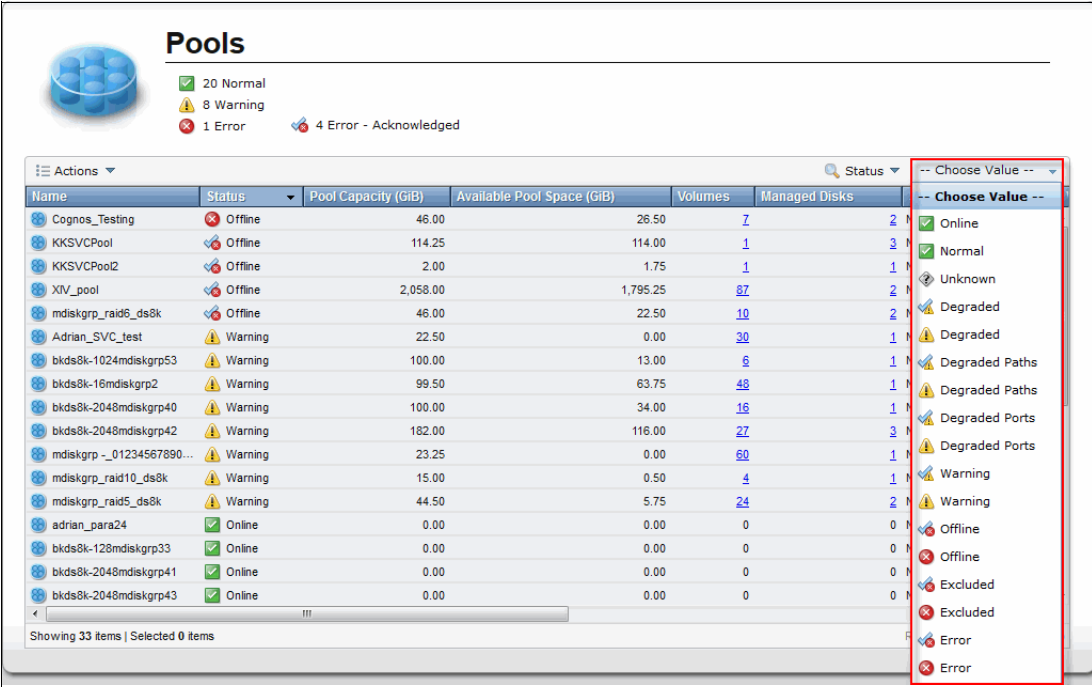 Pools
20 Normal
8 Warning
1 Error 4 Error - Acknowledged
Actions Status -- Choose Value --
Name Status Pool Capacity (GiB) Available Pool Space (GiB) Volumes Managed Disks -- Choose Value --
Cognos_Testing Offline 46.00 26.50 7 2
KKSVCPool Offline 114.25 114.00 1 3
KKSVCPool2 Offline 2.00 1.75 1 1
XIV_pool Offline 2,058.00 1,795.25 87 2
mdiskgrp_raid6_ds8k Offline 46.00 22.50 10 2
Adrian_SVC_test Warning 22.50 0.00 30 1
bkds8k-1024mdiskgrp53 Warning 100.00 13.00 6 1
bkds8k-16mdiskgrp2 Warning 99.50 63.75 48 1
bkds8k-2048mdiskgrp40 Warning 100.00 34.00 16 1
bkds8k-2048mdiskgrp42 Warning 182.00 116.00 27 3
mdiskgrp -_01234567890... Warning 23.25 0.00 60 1
mdiskgrp_raid10_ds8k Warning 15.00 0.50 4 1
mdiskgrp_raid5_ds8k Warning 44.50 5.75 24 2
adrian_para24 Online 0.00 0.00 0 0
bkds8k-128mdiskgrp33 Online 0.00 0.00 0 0
bkds8k-2048mdiskgrp41 Online 0.00 0.00 0 0
bkds8k-2048mdiskgrp43 Online 0.00 0.00 0 0
Showing 33 items | Selected 0 items
Online
Normal
Unknown
Degraded
Degraded
Degraded Paths
Degraded Paths
Degraded Ports
Degraded Ports
Warning
Warning
Offline
Offline
Excluded
Excluded
Error
Error